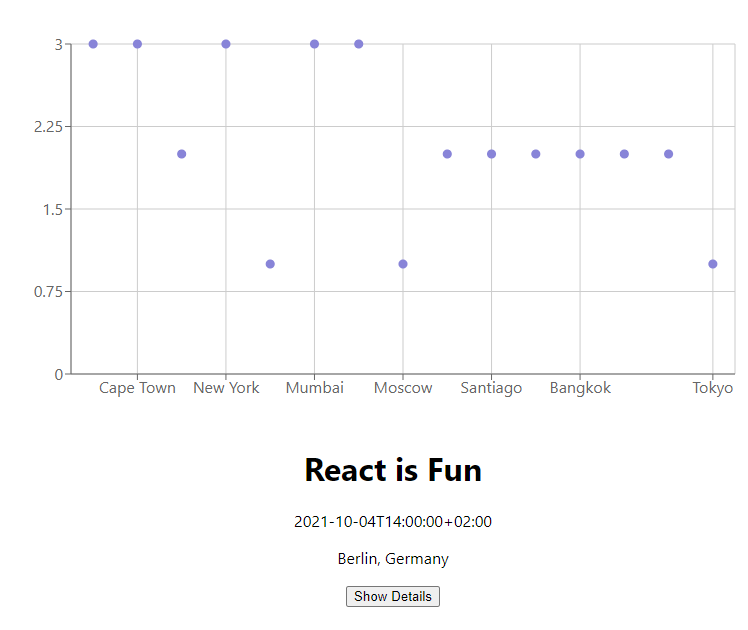 3
2.25
1.5
0.75
0
Cape Town New York Mumbai Moscow Santiago Bangkok Tokyo
React is Fun
2021-10-04T14:00:00+02:00
Berlin, Germany
Show Details